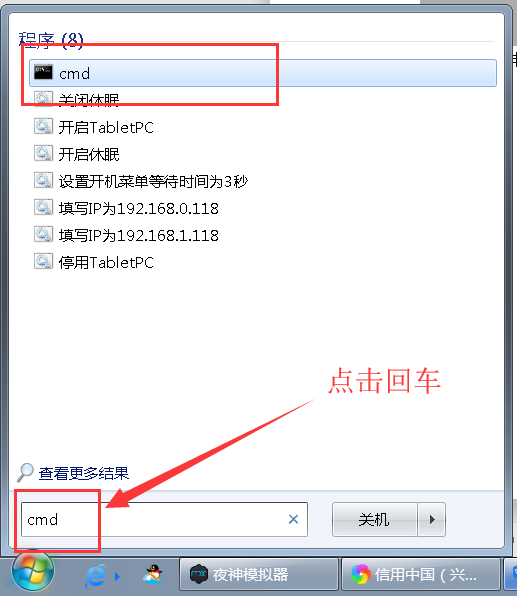 程序 (8)
cmd
关闭休眠
开启TabletPC
开启休眠
设置开机菜单等待时间为3秒
填写IP为192.168.0.118
填写IP为192.168.1.118
停用TabletPC
点击回车
查看更多结果
cmd
关机
夜神模拟器
信用中国（兴...